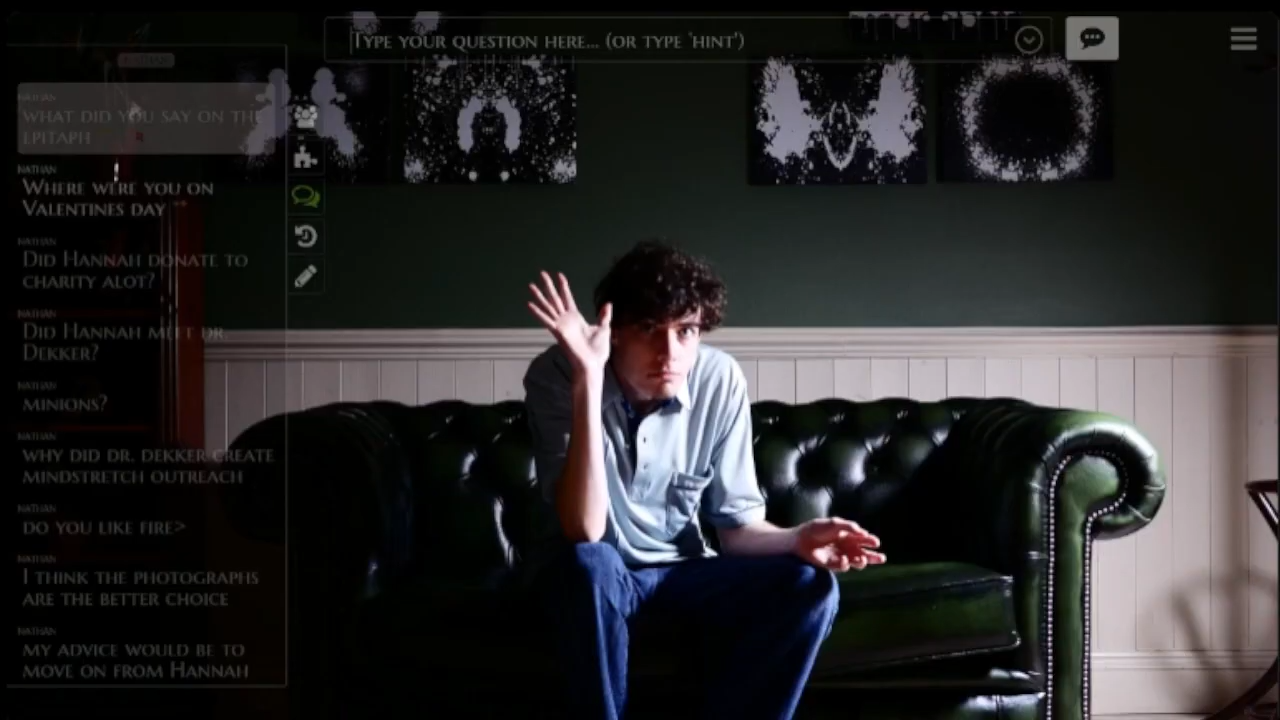 Type your question here... (or type 'hint')
NATHAN
NATHAN
WHAT DID YOU SAY ON THE
EPITAPH
NATHAN
WHERE WERE YOU ON
VALENTINES DAY
NATHAN
DID HANNAH DONATE TO
CHARITY ALOT?
NATHAN
DID HANNAH MEET DR.
DEKKER?
NATHAN
MINIONS?
NATHAN
WHY DID DR. DEKKER CREATE
MINDSTRETCH OUTREACH
NATHAN
DO YOU LIKE FIRE>
NATHAN
I THINK THE PHOTOGRAPHS
ARE THE BETTER CHOICE
NATHAN
MY ADVICE WOULD BE TO
MOVE ON FROM HANNAH